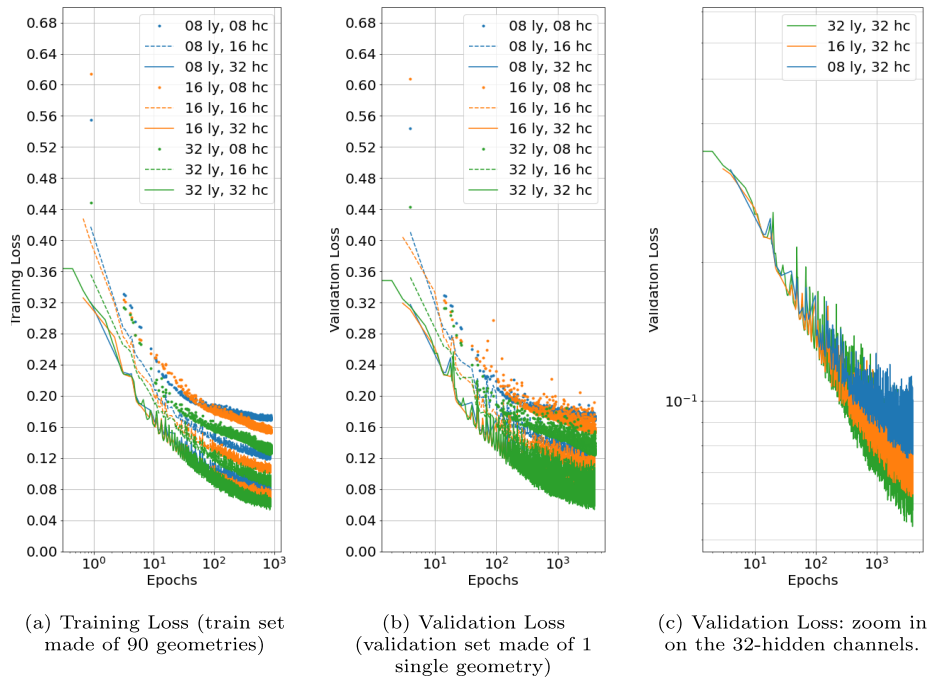 0.68
0.64
0.60
0.56
0.52
0.48
0.44
0.40
0.36
0.32
0.28
0.24
0.20
0.16
0.12
0.08
0.04
0.00
Training Loss
08 ly, 08 hc
08 ly, 16 hc
08 ly, 32 hc
16 ly, 08 hc
16 ly, 16 hc
16 ly, 32 hc
32 ly, 08 hc
32 ly, 16 hc
32 ly, 32 hc
10^0 10^1 10^2 10^3
Epochs
0.68
0.64
0.60
0.56
0.52
0.48
0.44
0.40
0.36
0.32
0.28
0.24
0.20
0.16
0.12
0.08
0.04
0.00
Validation Loss
08 ly, 08 hc
08 ly, 16 hc
08 ly, 32 hc
16 ly, 08 hc
16 ly, 16 hc
16 ly, 32 hc
32 ly, 08 hc
32 ly, 16 hc
32 ly, 32 hc
10^1 10^2 10^3
Epochs
Validation Loss
10^-1
32 ly, 32 hc
16 ly, 32 hc
08 ly, 32 hc
10^1 10^2 10^3
Epochs
(a) Training Loss (train set
made of 90 geometries)
(b) Validation Loss
(validation set made of 1
single geometry)
(c) Validation Loss: zoom in
on the 32-hidden channels.